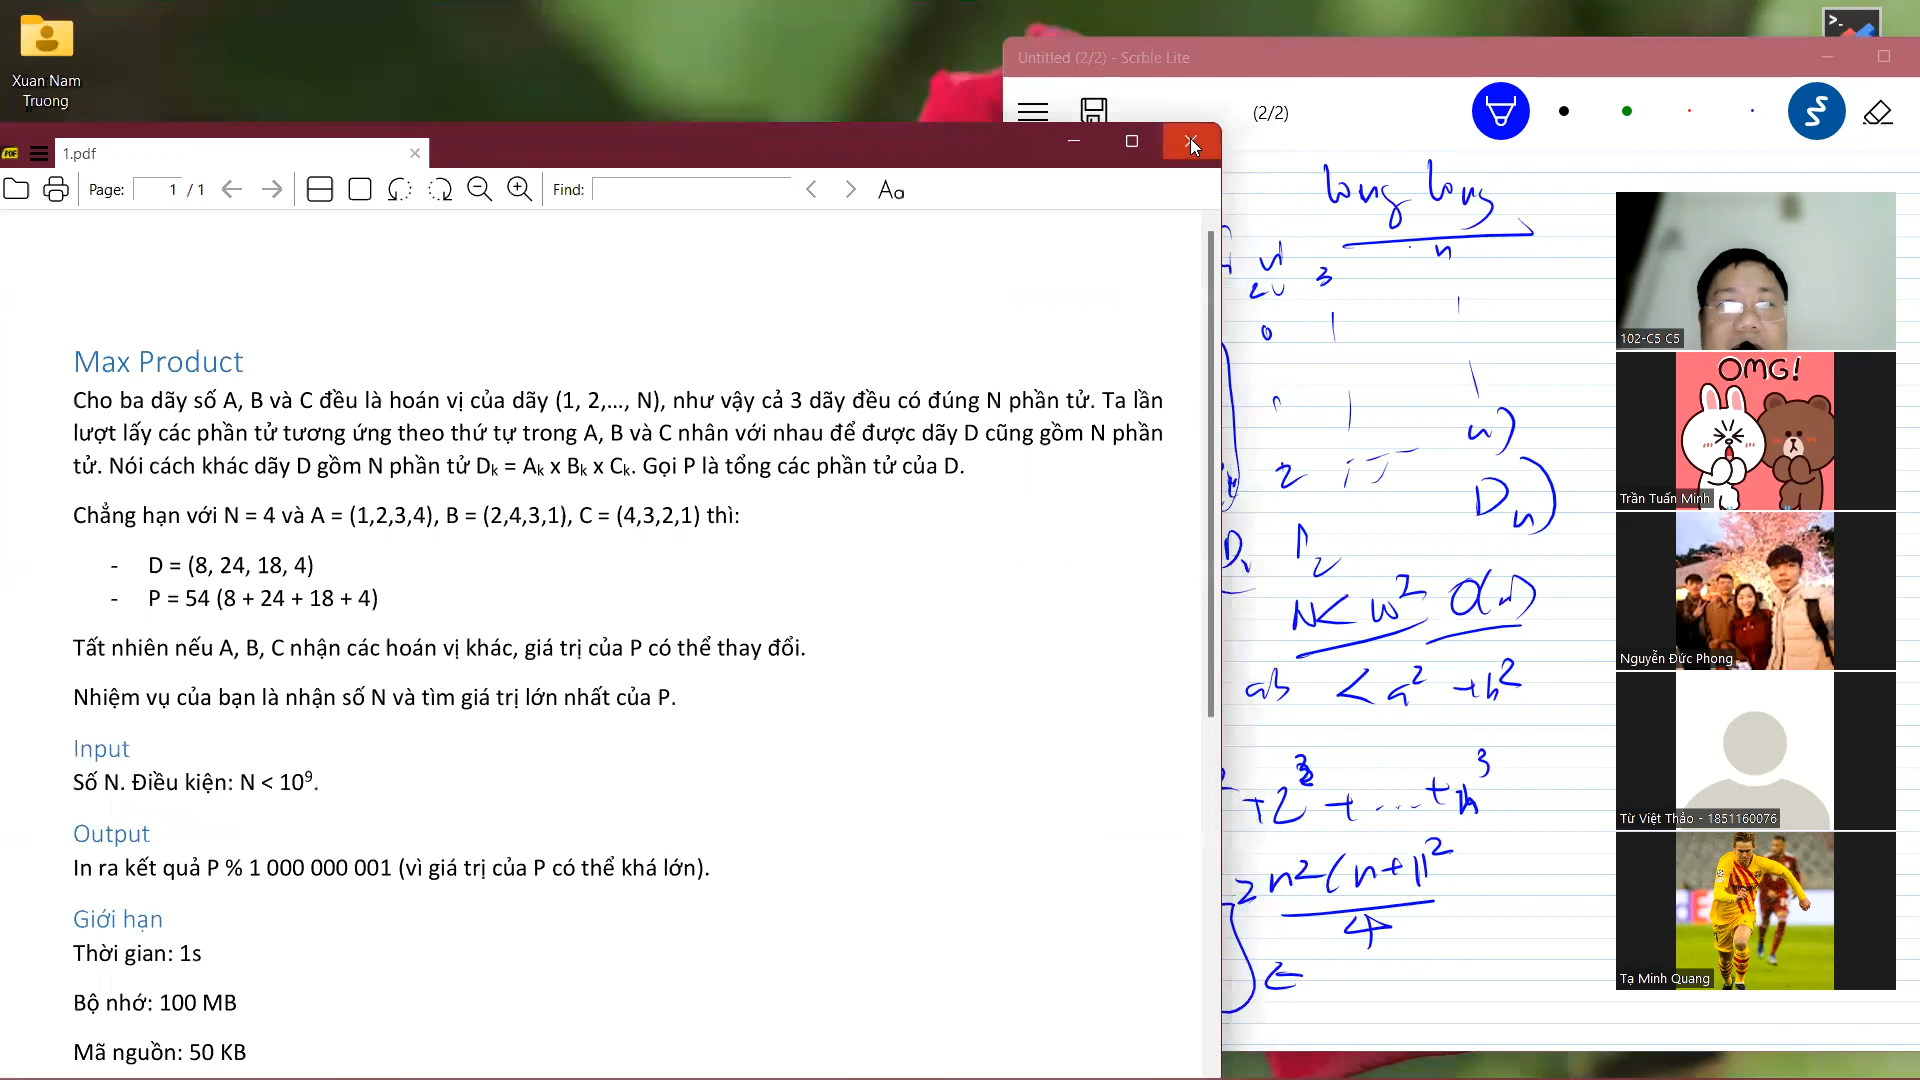 Xuan Nam
Truong
Untitled (2/2) - Scrble Lite
(2/2)
1.pdf
Page: 1 / 1
Find:
Aa
Max Product
Cho ba dãy số A, B và C đều là hoán vị của dãy (1, 2,..., N), như vậy cả 3 dãy đều có đúng N phần tử. Ta lần
lượt lấy các phần tử tương ứng theo thứ tự trong A, B và C nhân với nhau để được dãy D cũng gồm N phần
tử. Nói cách khác dãy D gồm N phần tử Dₖ = Aₖ x Bₖ x Cₖ. Gọi P là tổng các phần tử của D.
Chẳng hạn với N = 4 và A = (1,2,3,4), B = (2,4,3,1), C = (4,3,2,1) thì:
- D = (8, 24, 18, 4)
- P = 54 (8 + 24 + 18 + 4)
Tất nhiên nếu A, B, C nhận các hoán vị khác, giá trị của P có thể thay đổi.
Nhiệm vụ của bạn là nhận số N và tìm giá trị lớn nhất của P.
Input
Số N. Điều kiện: N < 10⁹.
Output
In ra kết quả P % 1 000 000 001 (vì giá trị của P có thể khá lớn).
Giới hạn
Thời gian: 1s
Bộ nhớ: 100 MB
Mã nguồn: 50 KB
long long
n
3
0 1
n)
2
Dn)
O(n)
ab < a² + b²
+ 2³ + ... + n³
n²(n+1)²
4
102-C5 C5
OMG!
Trần Tuấn Minh
Nguyễn Đức Phong
Từ Việt Thảo - 1851160076
Tạ Minh Quang